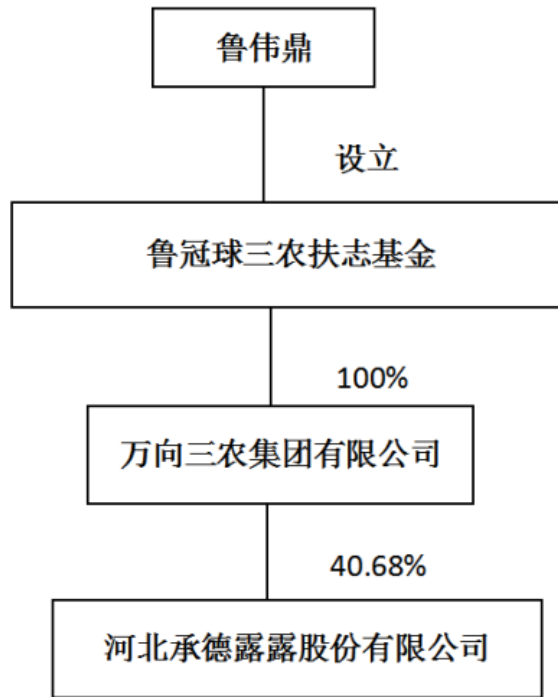 鲁伟鼎
设立
鲁冠球三农扶志基金
100%
万向三农集团有限公司
40.68%
河北承德露露股份有限公司